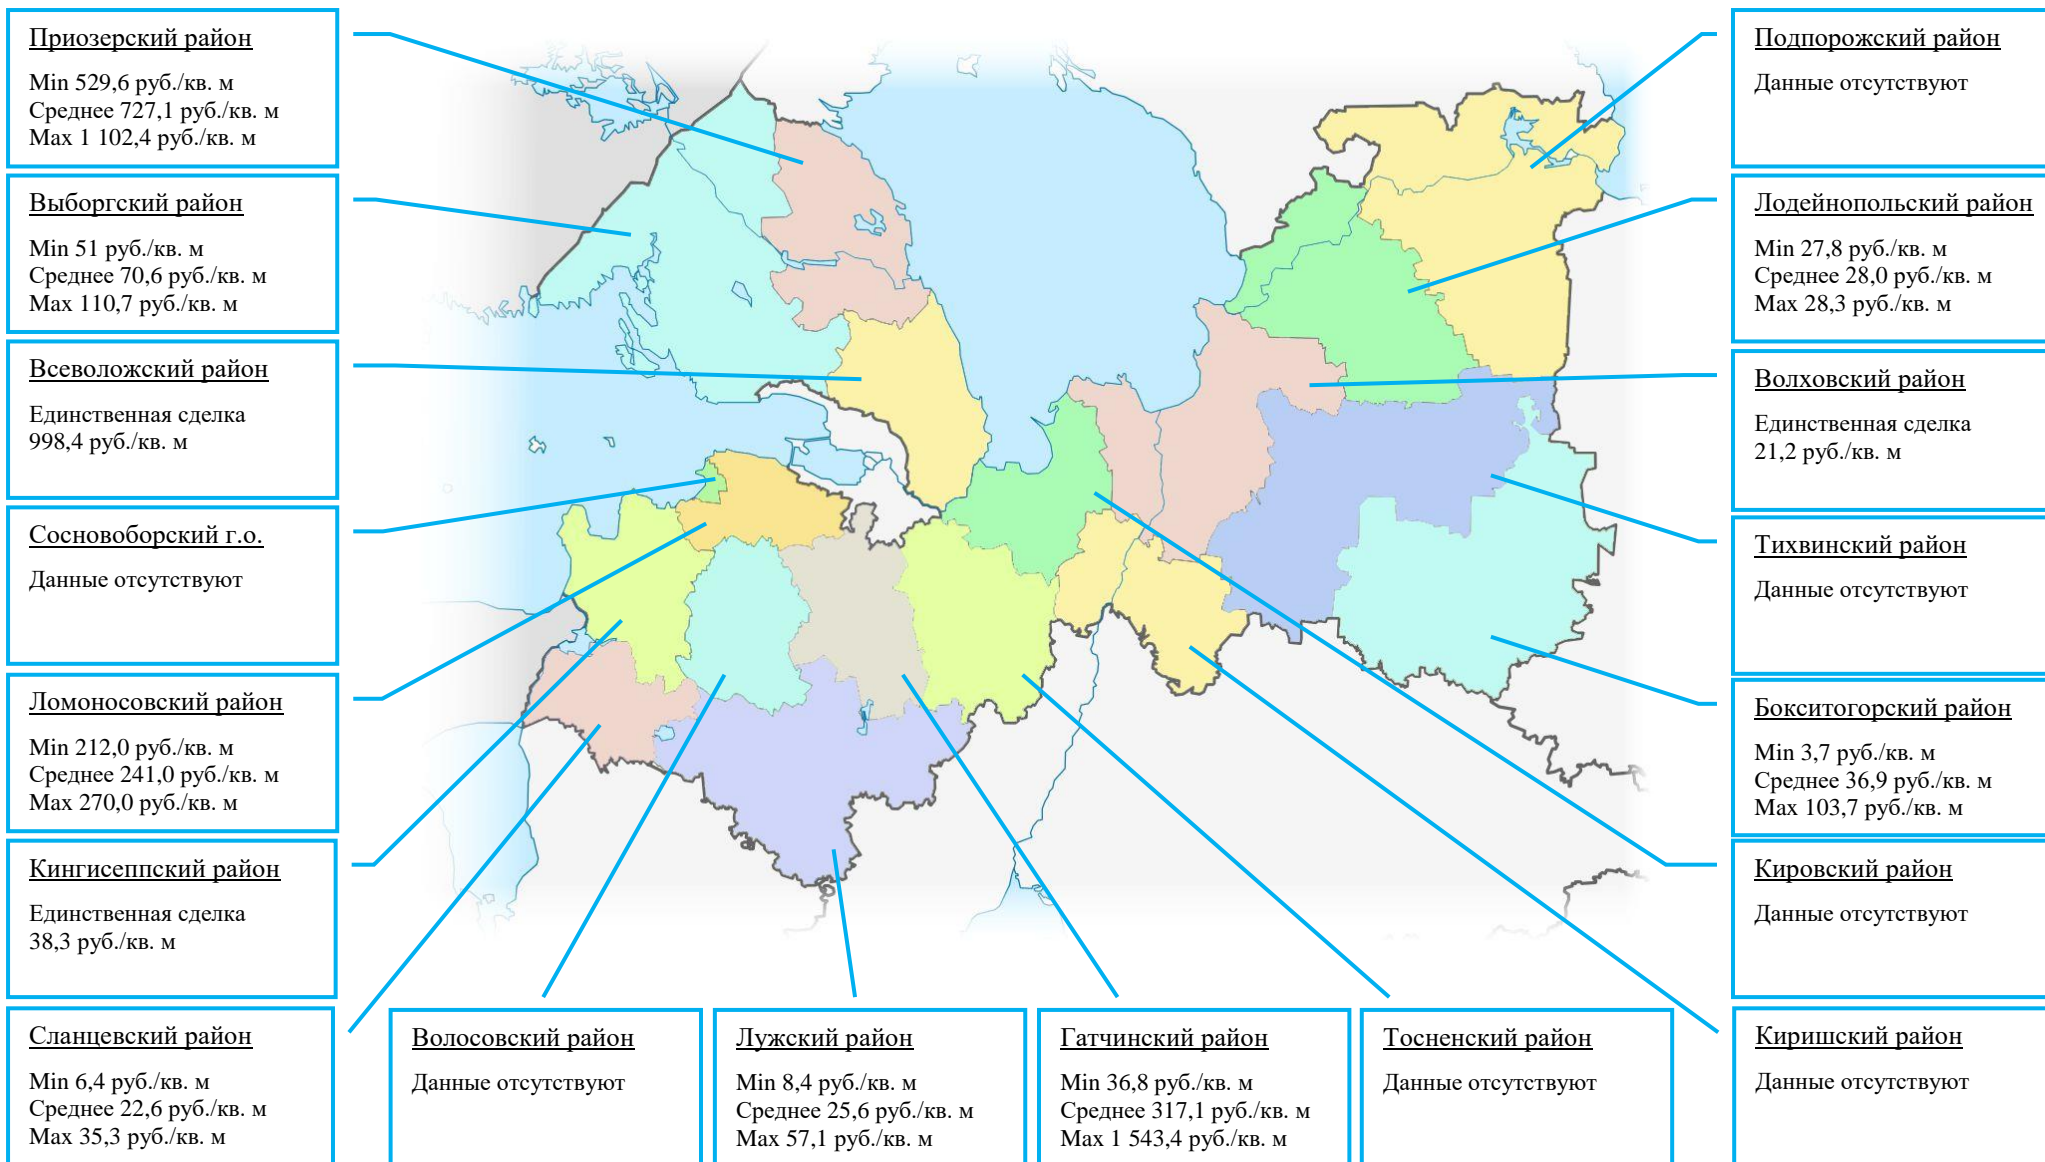 Приозерский район
Min 529,6 руб./кв. м
Среднее 727,1 руб./кв. м
Max 1 102,4 руб./кв. м
Выборгский район
Min 51 руб./кв. м
Среднее 70,6 руб./кв. м
Max 110,7 руб./кв. м
Всеволожский район
Единственная сделка
998,4 руб./кв. м
Сосновоборский г.о.
Данные отсутствуют
Ломоносовский район
Min 212,0 руб./кв. м
Среднее 241,0 руб./кв. м
Max 270,0 руб./кв. м
Кингисеппский район
Единственная сделка
38,3 руб./кв. м
Сланцевский район
Min 6,4 руб./кв. м
Среднее 22,6 руб./кв. м
Max 35,3 руб./кв. м
Волосовский район
Данные отсутствуют
Лужский район
Min 8,4 руб./кв. м
Среднее 25,6 руб./кв. м
Max 57,1 руб./кв. м
Гатчинский район
Min 36,8 руб./кв. м
Среднее 317,1 руб./кв. м
Max 1 543,4 руб./кв. м
Тосненский район
Данные отсутствуют
Подпорожский район
Данные отсутствуют
Лодейнопольский район
Min 27,8 руб./кв. м
Среднее 28,0 руб./кв. м
Max 28,3 руб./кв. м
Волховский район
Единственная сделка
21,2 руб./кв. м
Тихвинский район
Данные отсутствуют
Бокситогорский район
Min 3,7 руб./кв. м
Среднее 36,9 руб./кв. м
Max 103,7 руб./кв. м
Кировский район
Данные отсутствуют
Киришский район
Данные отсутствуют